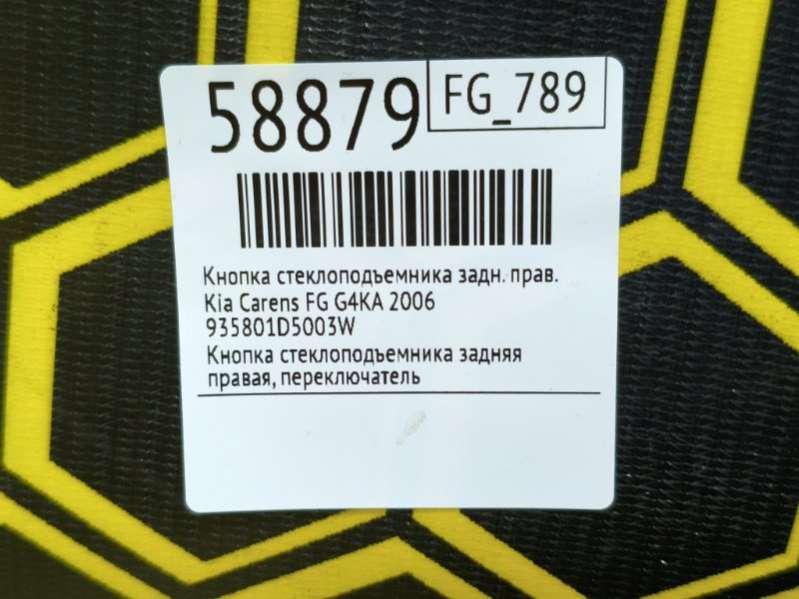 58879
FG_789
Кнопка стеклоподъемника задн. прав.
Kia Carens FG G4KA 2006
935801D5003W
Кнопка стеклоподъемника задняя
правая, переключатель